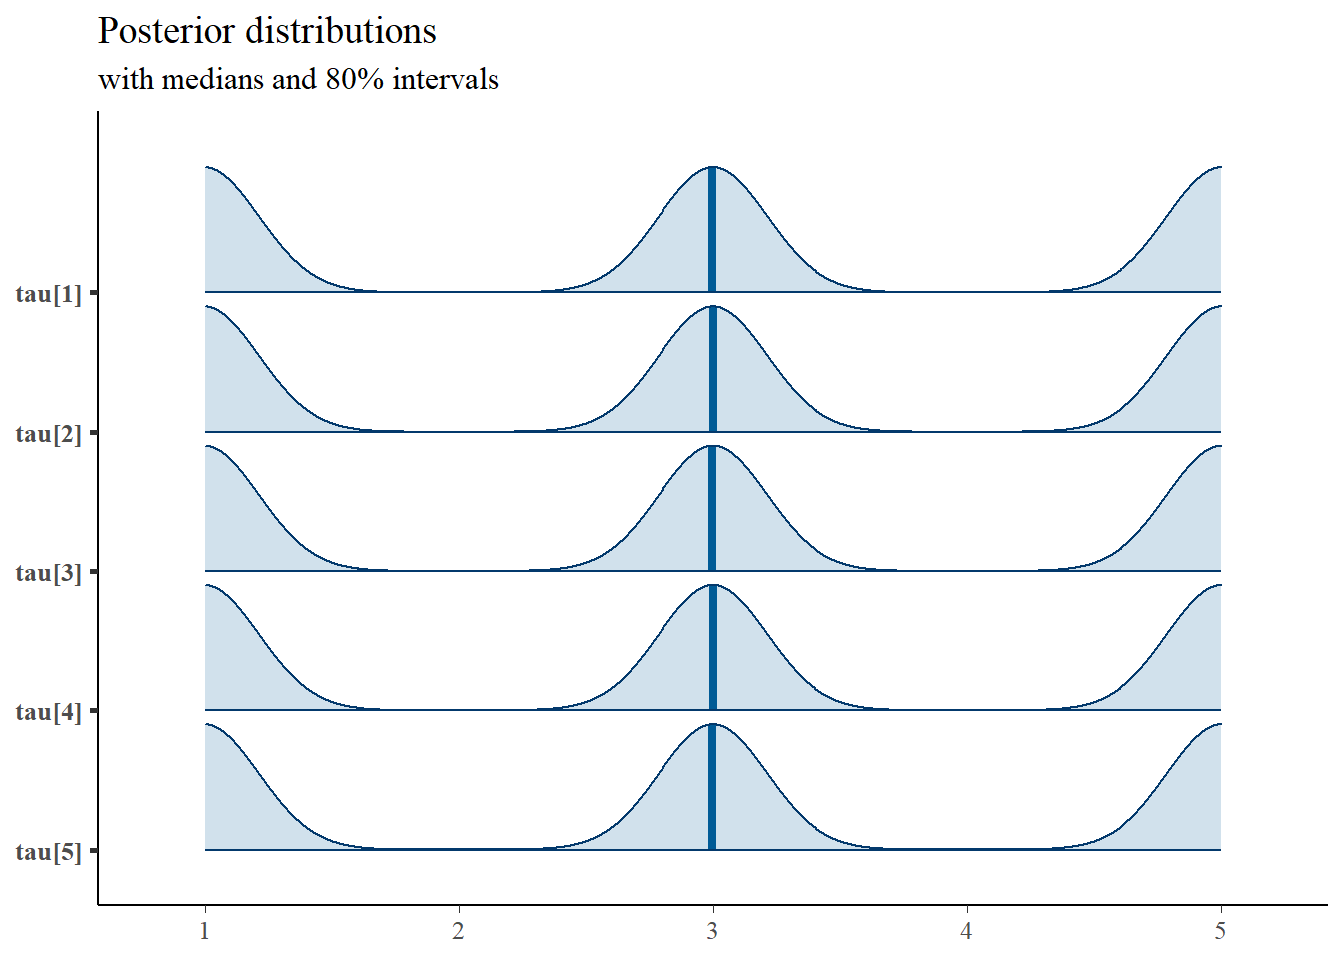 Posterior distributions
with medians and 80% intervals
tau[1]
tau[2]
tau[3]
tau[4]
tau[5]
1 2 3 4 5